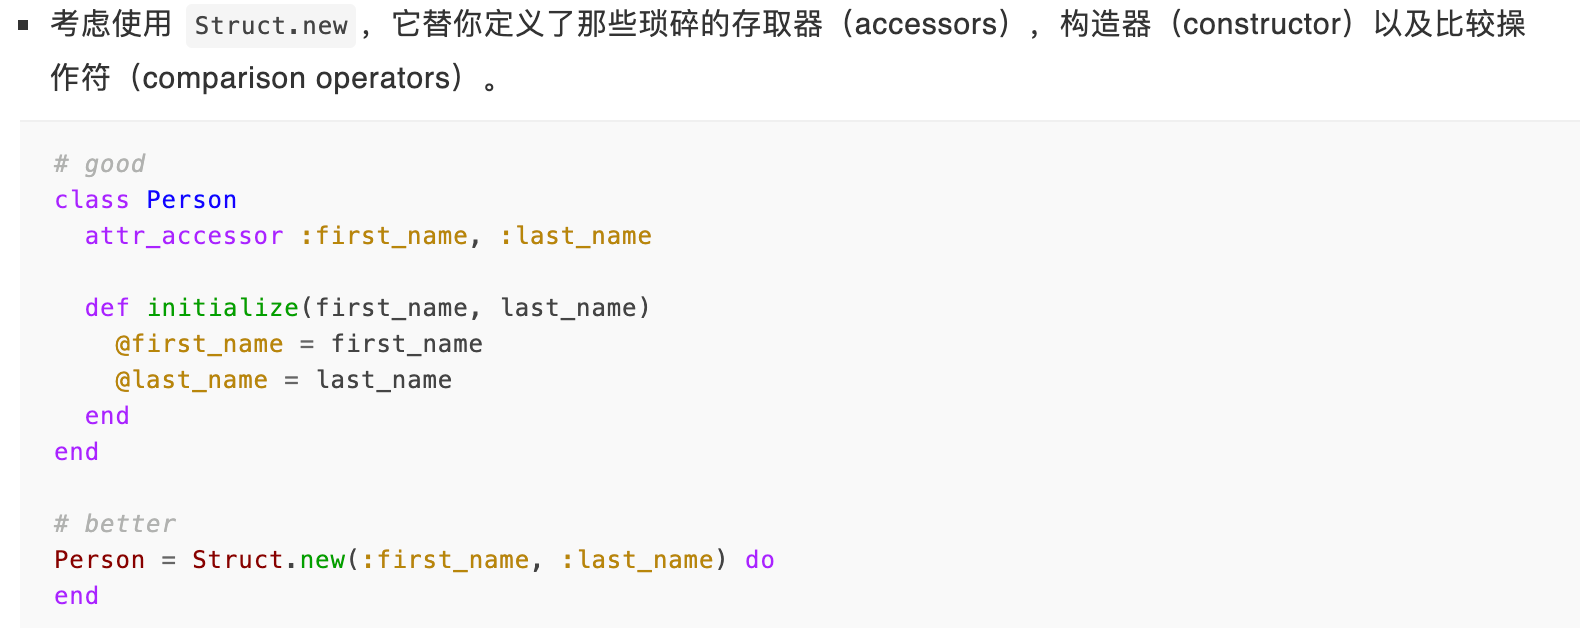 ▪ 考虑使用 Struct.new，它替你定义了那些琐碎的存取器（accessors），构造器（constructor）以及比较操
作符（comparison operators）。
# good
class Person
  attr_accessor :first_name, :last_name

  def initialize(first_name, last_name)
    @first_name = first_name
    @last_name = last_name
  end
end

# better
Person = Struct.new(:first_name, :last_name) do
end